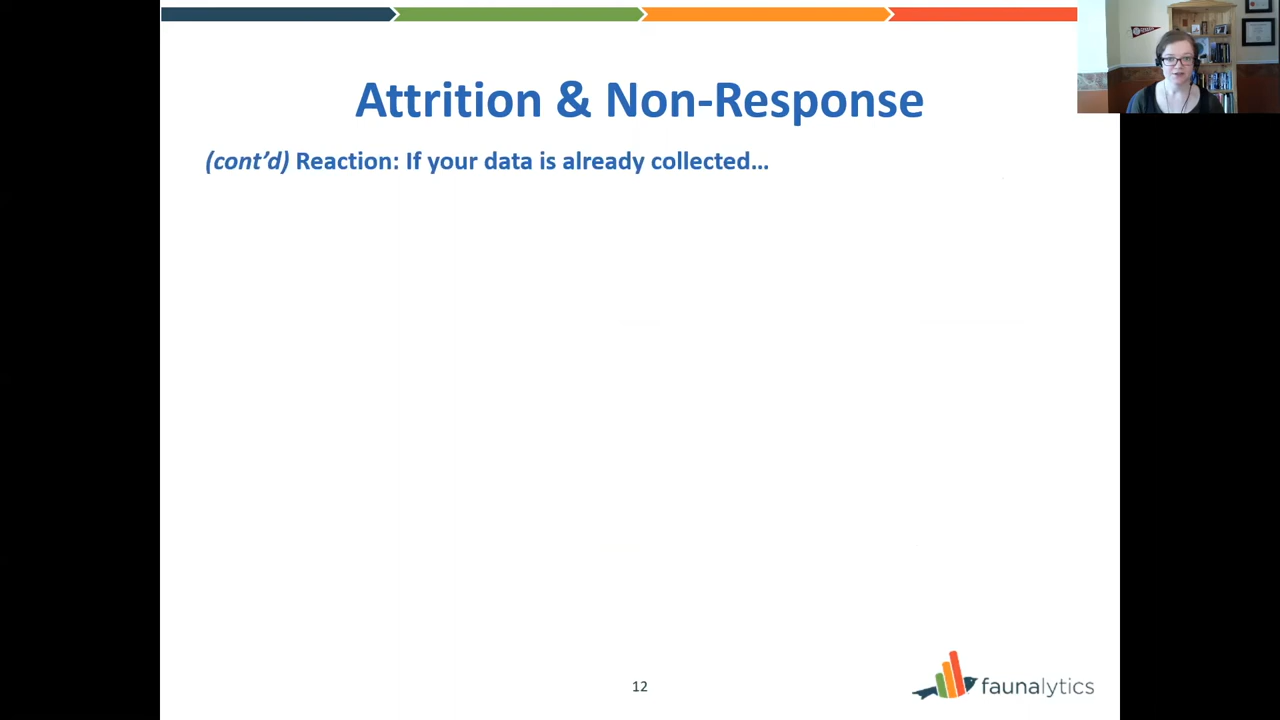 Attrition & Non-Response
(cont’d) Reaction: If your data is already collected…
12
faunalytics